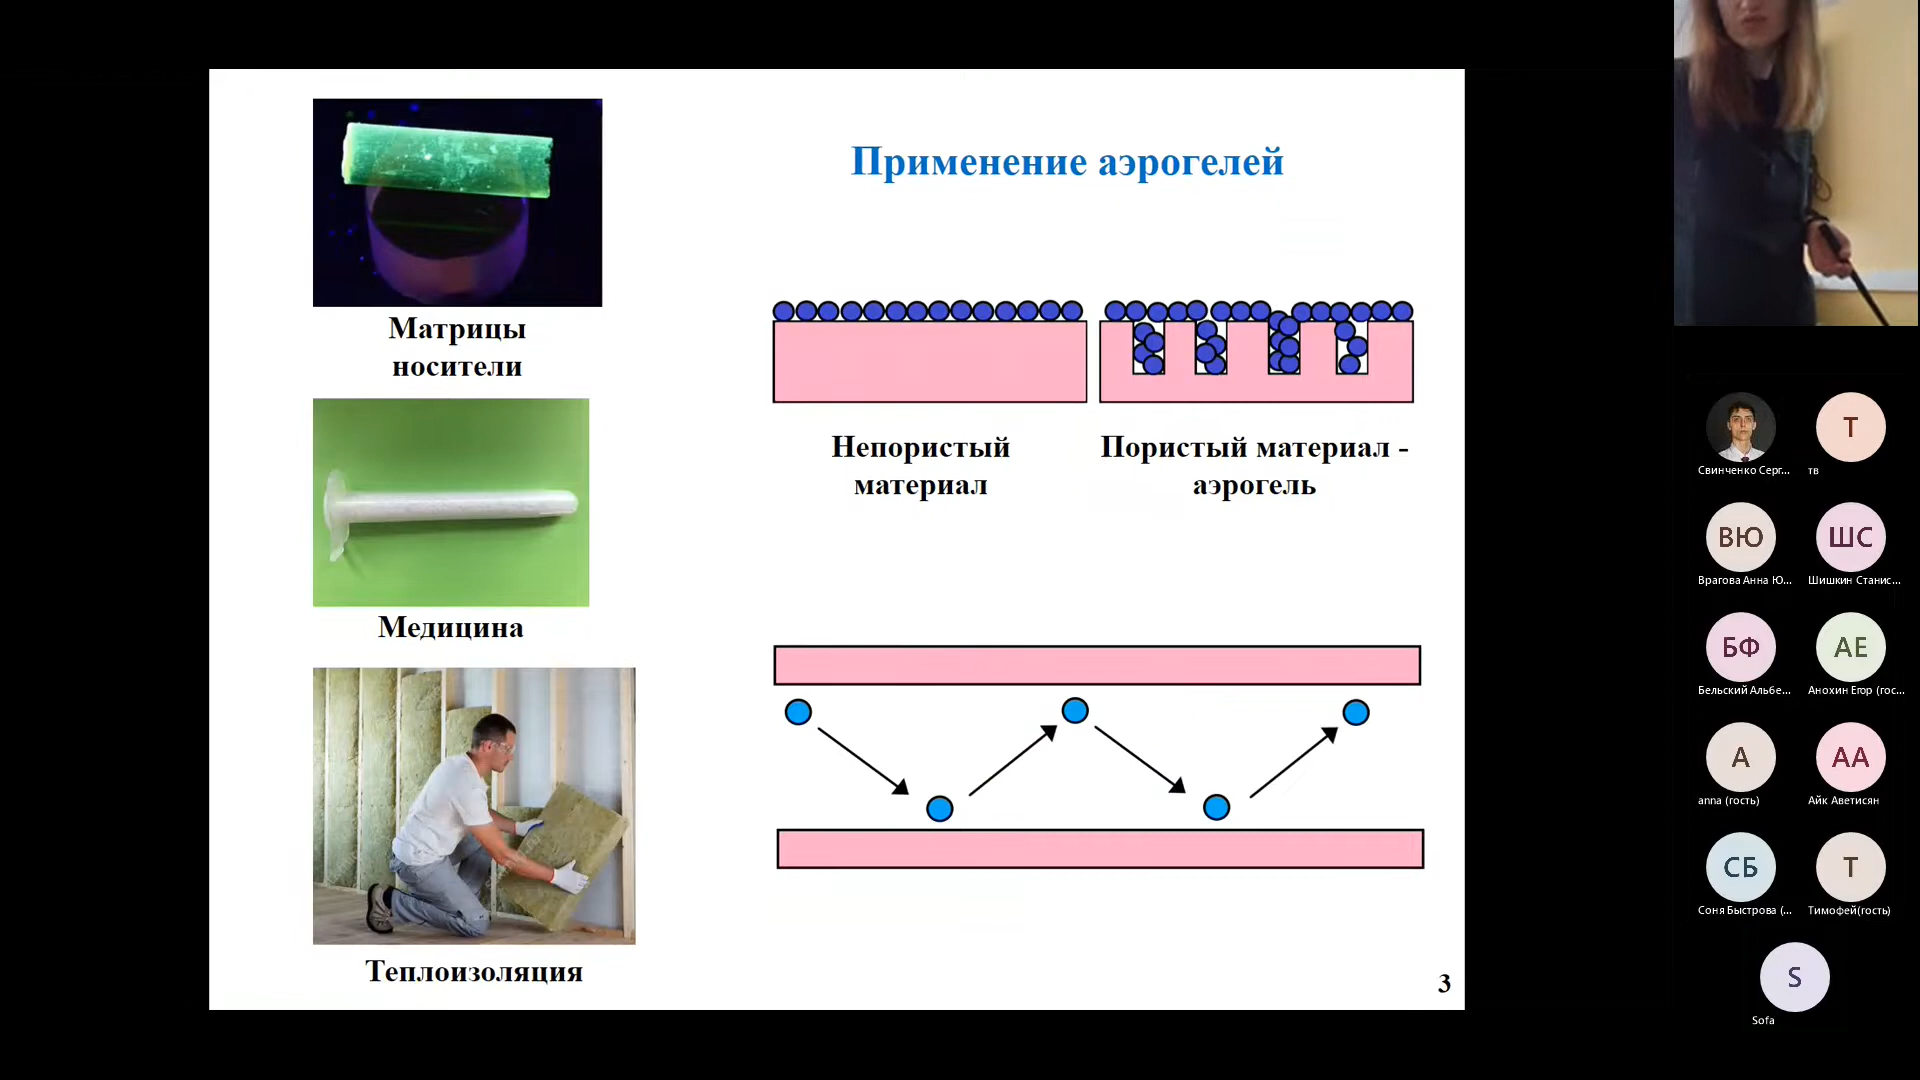 Применение аэрогелей
Матрицы
носители
Непористый
материал
Пористый материал -
аэрогель
Медицина
Теплоизоляция
3
Свинченко Серг...
Т
тв
ВЮ
Врагова Анна Ю...
ШС
Шишкин Станис...
БФ
Бельский Альбе...
АЕ
Анохин Егор (гос...
A
anna (гость)
АА
Айк Аветисян
СБ
Соня Быстрова (...
Т
Тимофей(гость)
S
Sofa